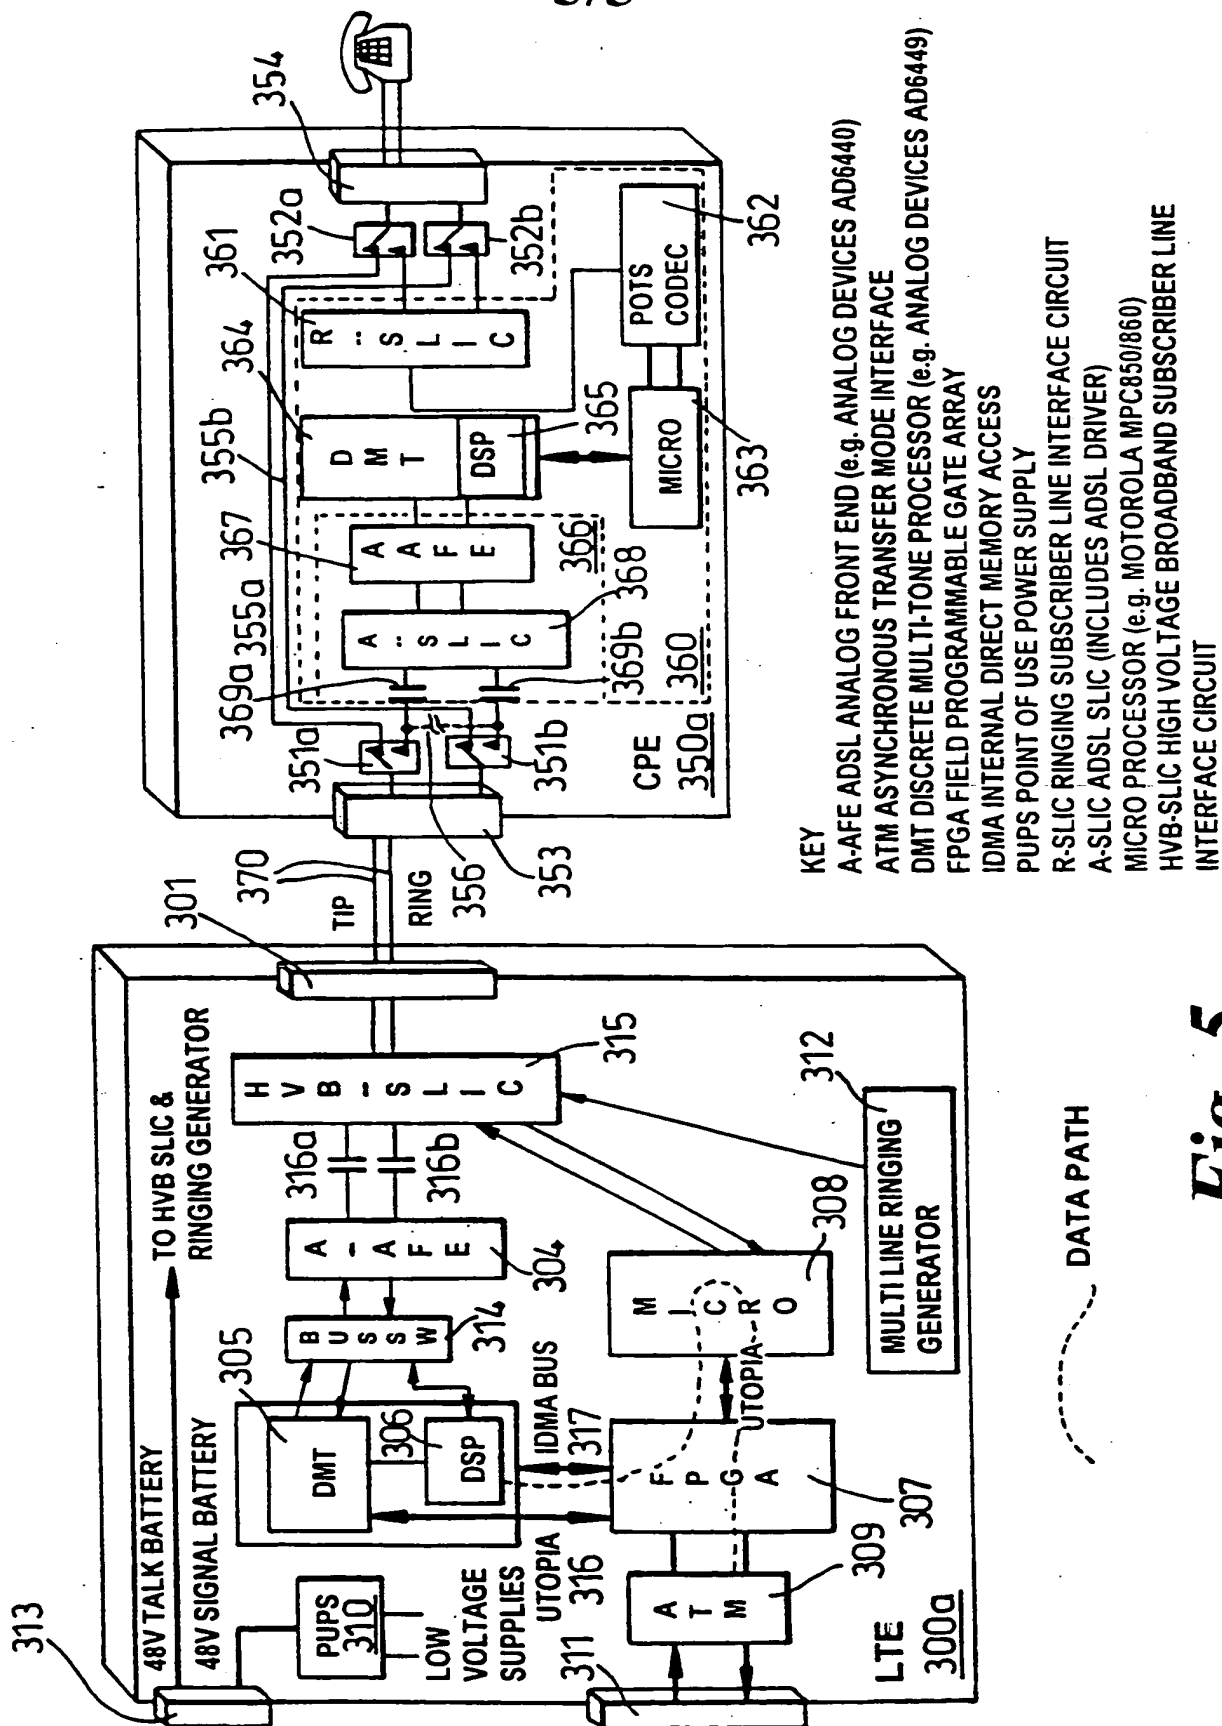 313
48V TALK BATTERY
48V SIGNAL BATTERY
TO HVB SLIC &
RINGING GENERATOR
PUPS
310
LOW
VOLTAGE
SUPPLIES
305
DMT
306
DSP
BUSSW
314
A-AFE
304
316a
316b
HVB-SLIC
315
301
UTOPIA
316
IDMA BUS
317
311
ATM
309
FPGA
307
UTOPIA
MICRO
308
MULTI LINE RINGING
GENERATOR
312
LTE
300a
DATA PATH
370
TIP
RING
356
353
351a
351b
369a
369b
355a
355b
A-SLIC
368
367
AAFE
366
364
DMT
DSP
365
361
R-SLIC
352a
352b
354
POTS
CODEC
362
MICRO
363
360
CPE
350a
KEY
A-AFE ADSL ANALOG FRONT END (e.g. ANALOG DEVICES AD6440)
ATM ASYNCHRONOUS TRANSFER MODE INTERFACE
DMT DISCRETE MULTI-TONE PROCESSOR (e.g. ANALOG DEVICES AD6449)
FPGA FIELD PROGRAMMABLE GATE ARRAY
IDMA INTERNAL DIRECT MEMORY ACCESS
PUPS POINT OF USE POWER SUPPLY
R-SLIC RINGING SUBSCRIBER LINE INTERFACE CIRCUIT
A-SLIC ADSL SLIC (INCLUDES ADSL DRIVER)
MICRO PROCESSOR (e.g. MOTOROLA MPC850/860)
HVB-SLIC HIGH VOLTAGE BROADBAND SUBSCRIBER LINE
INTERFACE CIRCUIT
Fig. 5